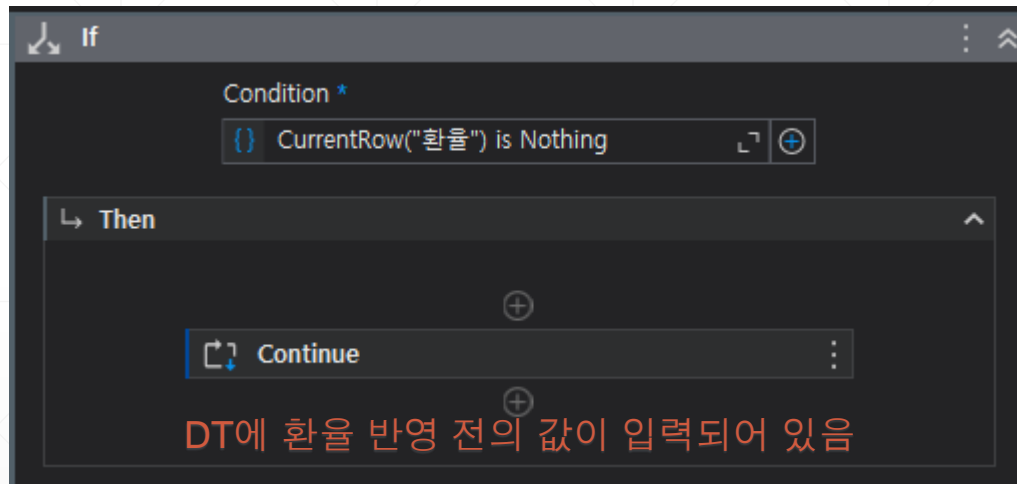 If
Condition *
{} CurrentRow("환율") is Nothing
Then
Continue
DT에 환율 반영 전의 값이 입력되어 있음